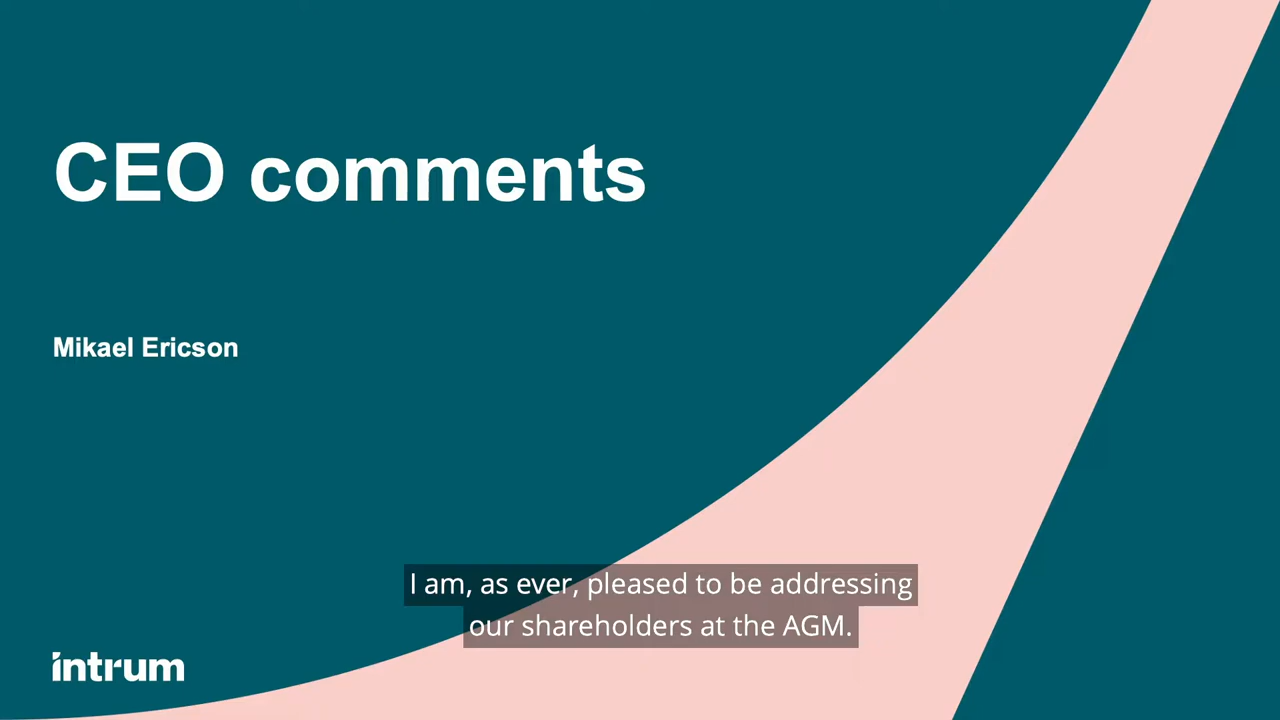 CEO comments
Mikael Ericson
I am, as ever, pleased to be addressing
our shareholders at the AGM.
intrum